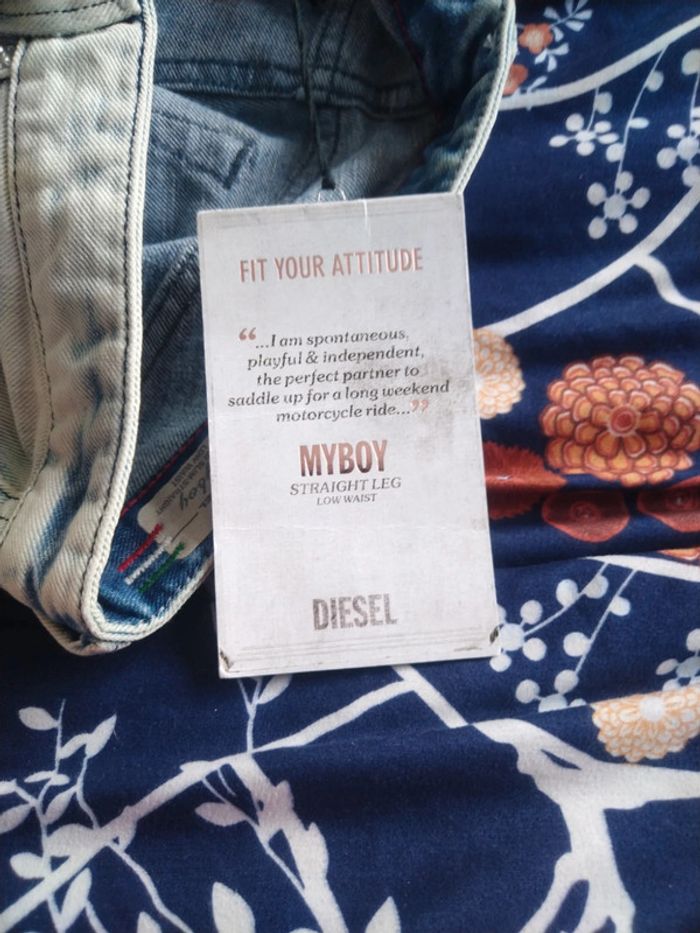 FIT YOUR ATTITUDE
“...I am spontaneous,
playful & independent,
the perfect partner to
saddle up for a long weekend
motorcycle ride...”
MYBOY
STRAIGHT LEG
LOW WAIST
DIESEL